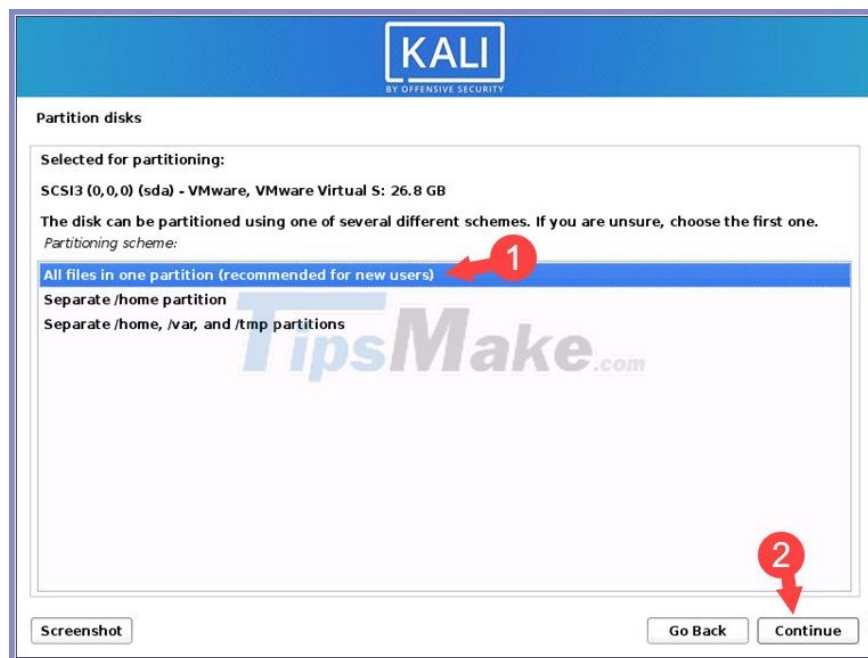 KALI
BY OFFENSIVE SECURITY
Partition disks
Selected for partitioning:
SCSI3 (0,0,0) (sda) - VMware, VMware Virtual S: 26.8 GB
The disk can be partitioned using one of several different schemes. If you are unsure, choose the first one.
Partitioning scheme:
All files in one partition (recommended for new users)
1
Separate /home partition
Separate /home, /var, and /tmp partitions
TipsMake.com
2
Screenshot
Go Back
Continue